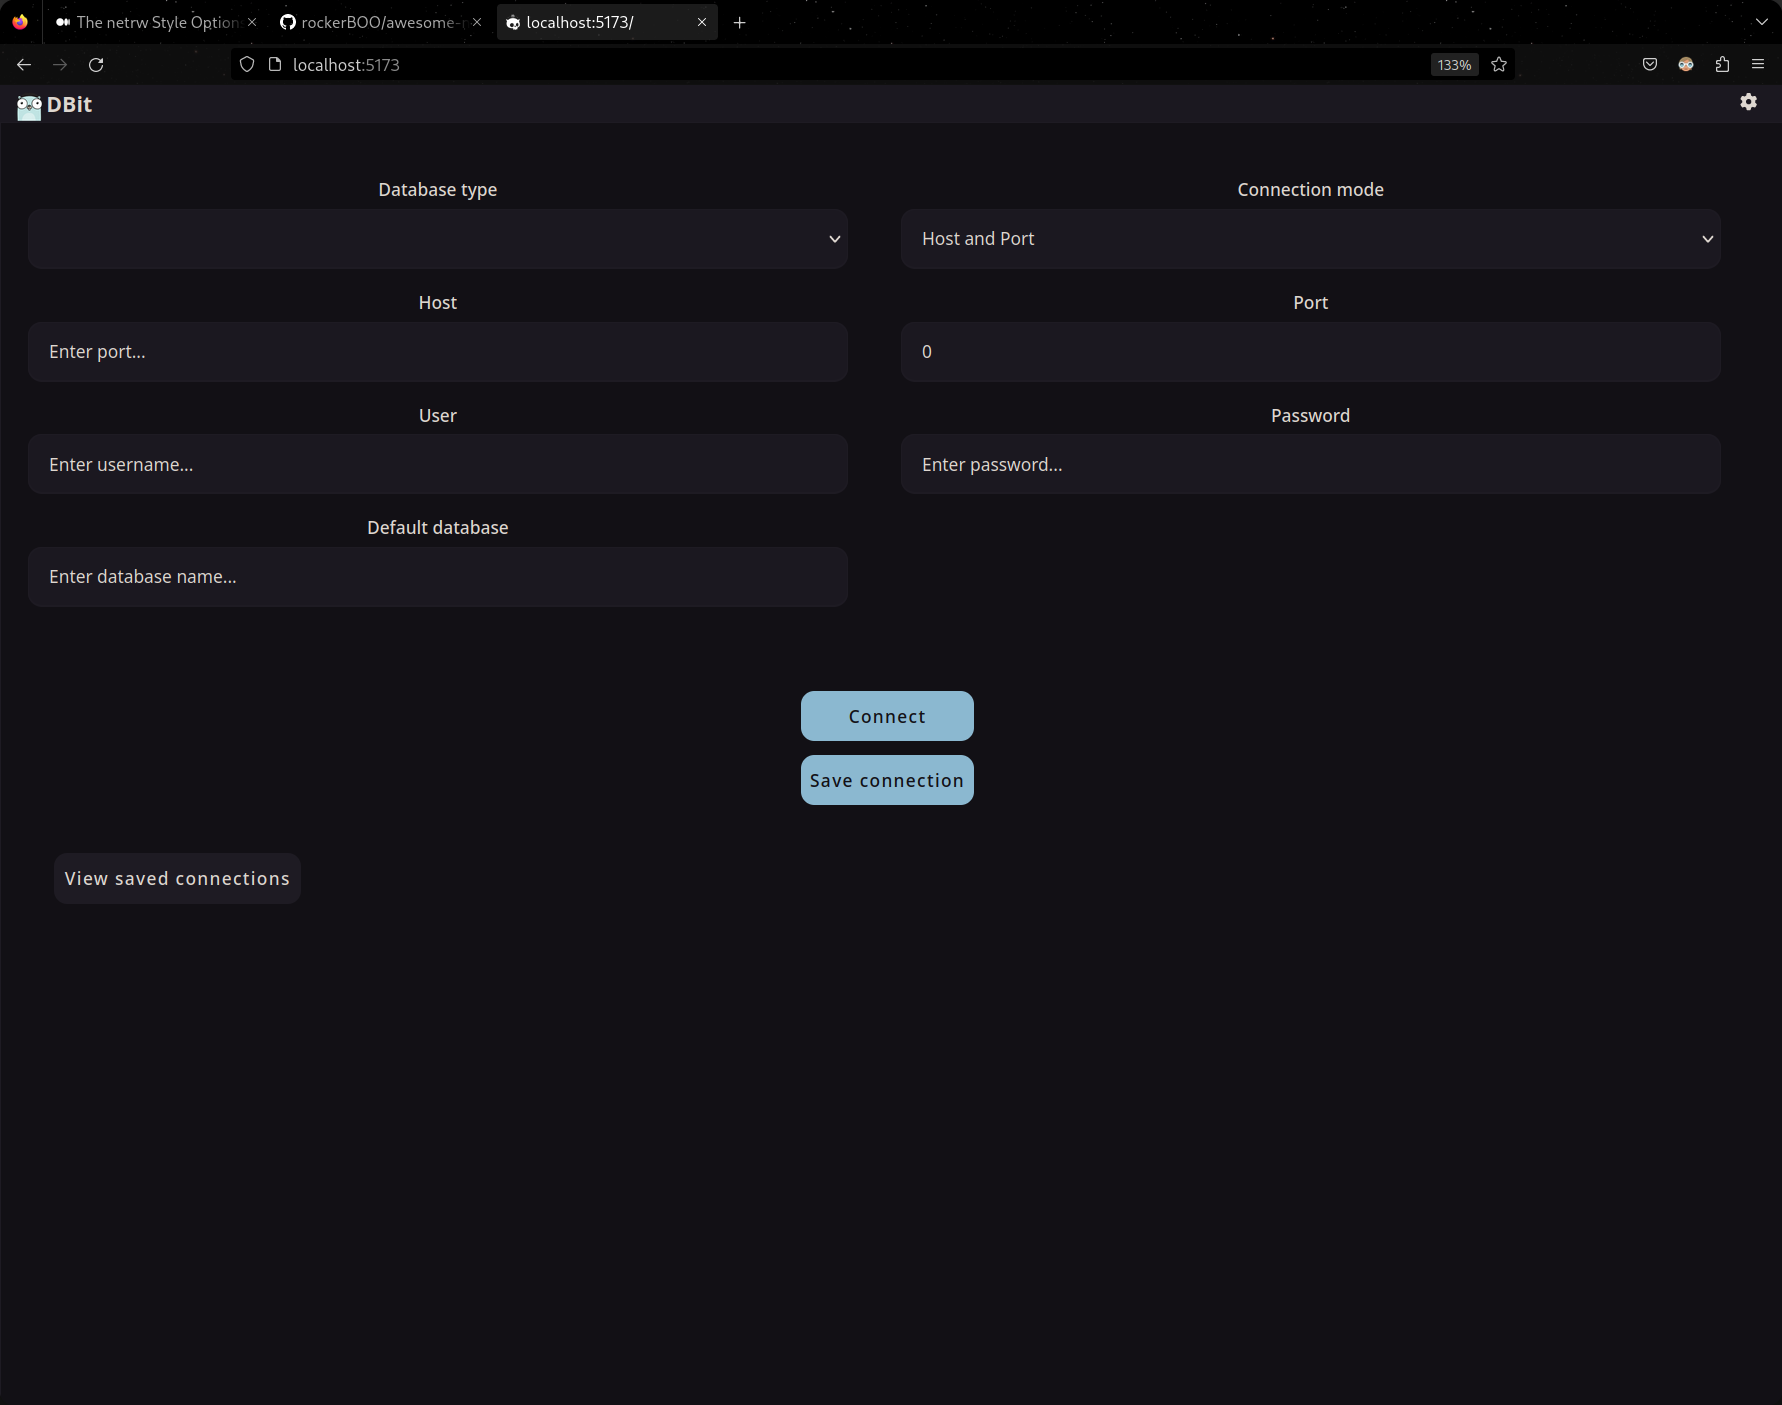 The netrw Style Option
rockerBOO/awesome-
localhost:5173/
localhost:5173
133%
DBit
Database type
Connection mode
Host and Port
Host
Port
Enter port...
0
User
Password
Enter username...
Enter password...
Default database
Enter database name...
Connect
Save connection
View saved connections